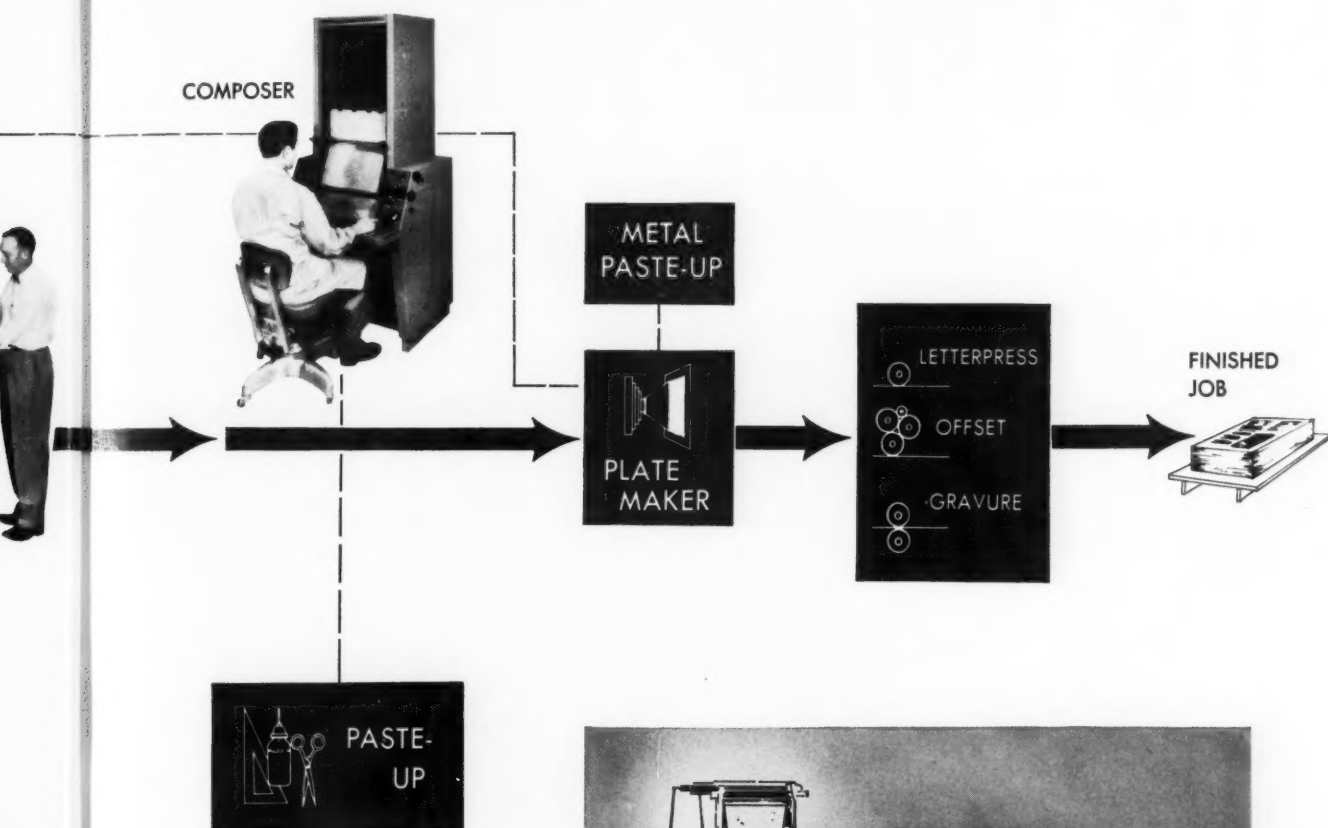 COMPOSER
METAL
PASTE-UP
LETTERPRESS
OFFSET
GRAVURE
FINISHED
JOB
PLATE
MAKER
PASTE-
UP